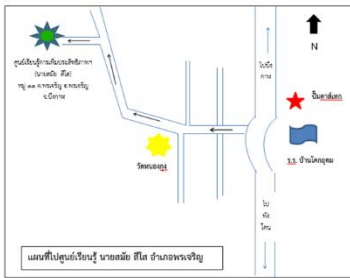 ศูนย์เรียนรู้การเพิ่มประสิทธิภาพฯ
(นายสมัย สีใส)
หมู่ ๑๑ ต.พรเจริญ อ.พรเจริญ
จ.บึงกาฬ
ไปบึง
กาฬ
N
ปั๊มคาล์เท็ก
ร.ร. บ้านโคกอุดม
วัดหนองกุง
ไป
พัง
โคน
แผนที่ไปศูนย์เรียนรู้ นายสมัย สีใส อำเภอพรเจริญ